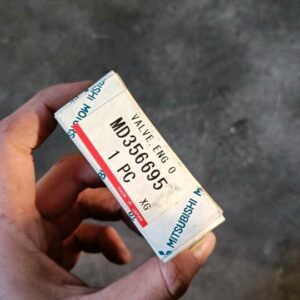 VALVE, ENG O
MD356695
1 PC
XG
MITSUBISHI M